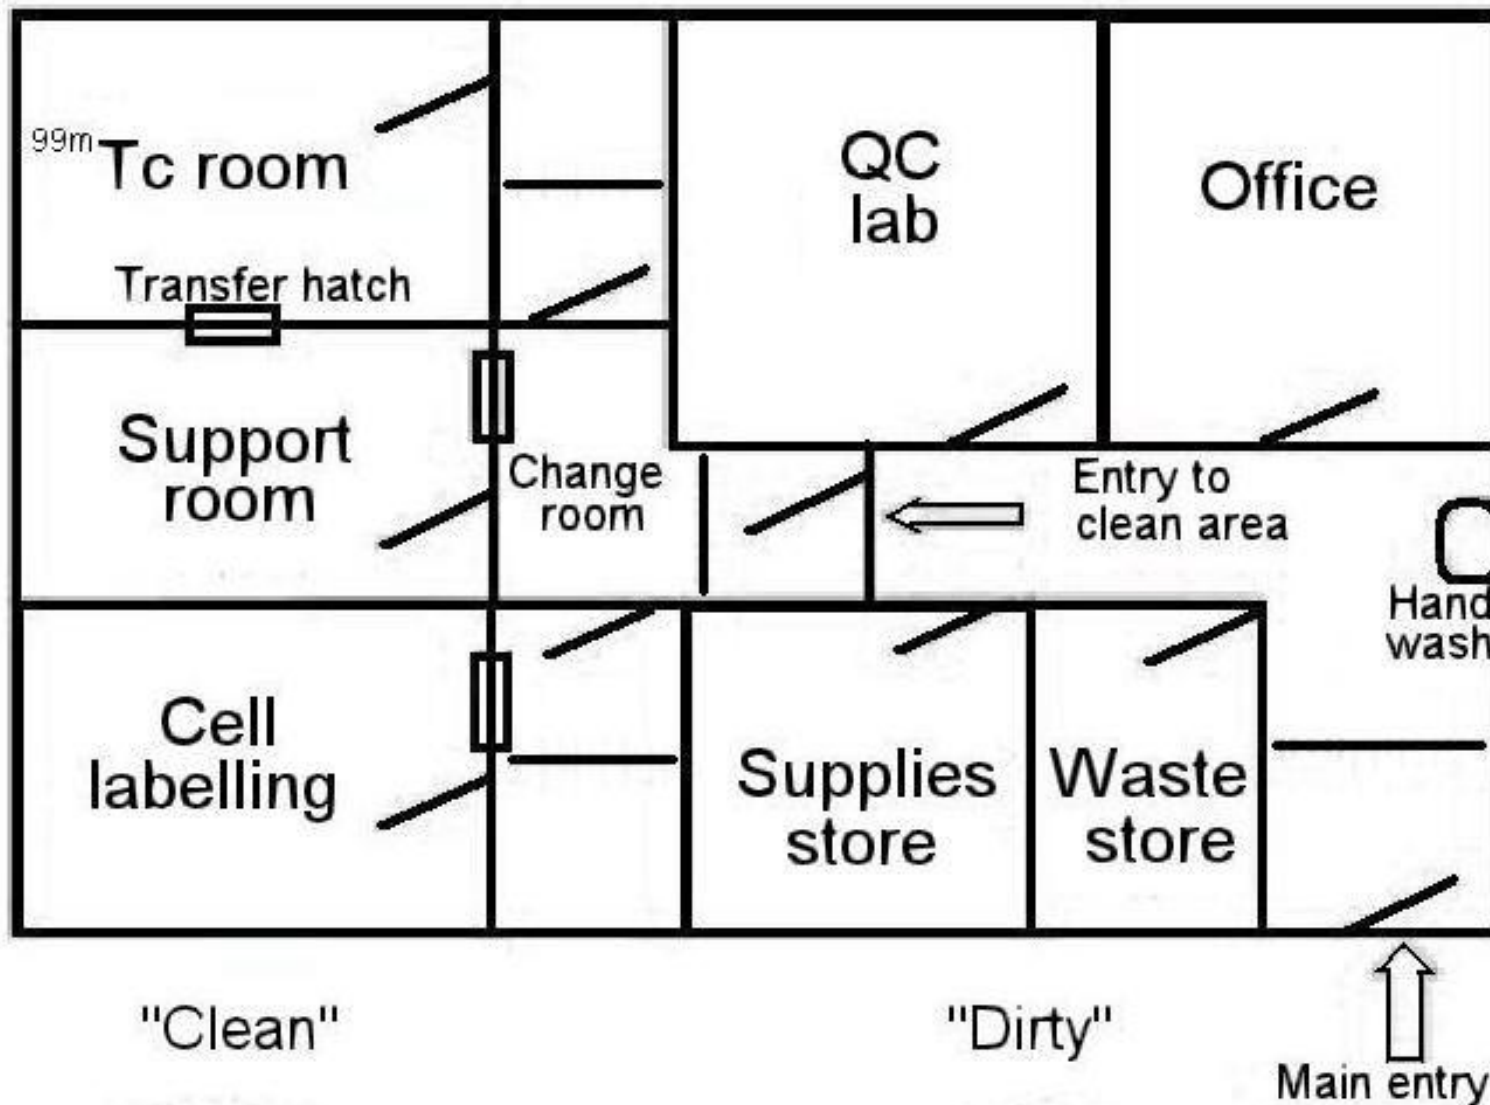 99mTc room
QC
lab
Office
Transfer hatch
Support
room
Change
room
Entry to
clean area
Hand
wash
Cell
labelling
Supplies
store
Waste
store
"Clean"
"Dirty"
Main entry